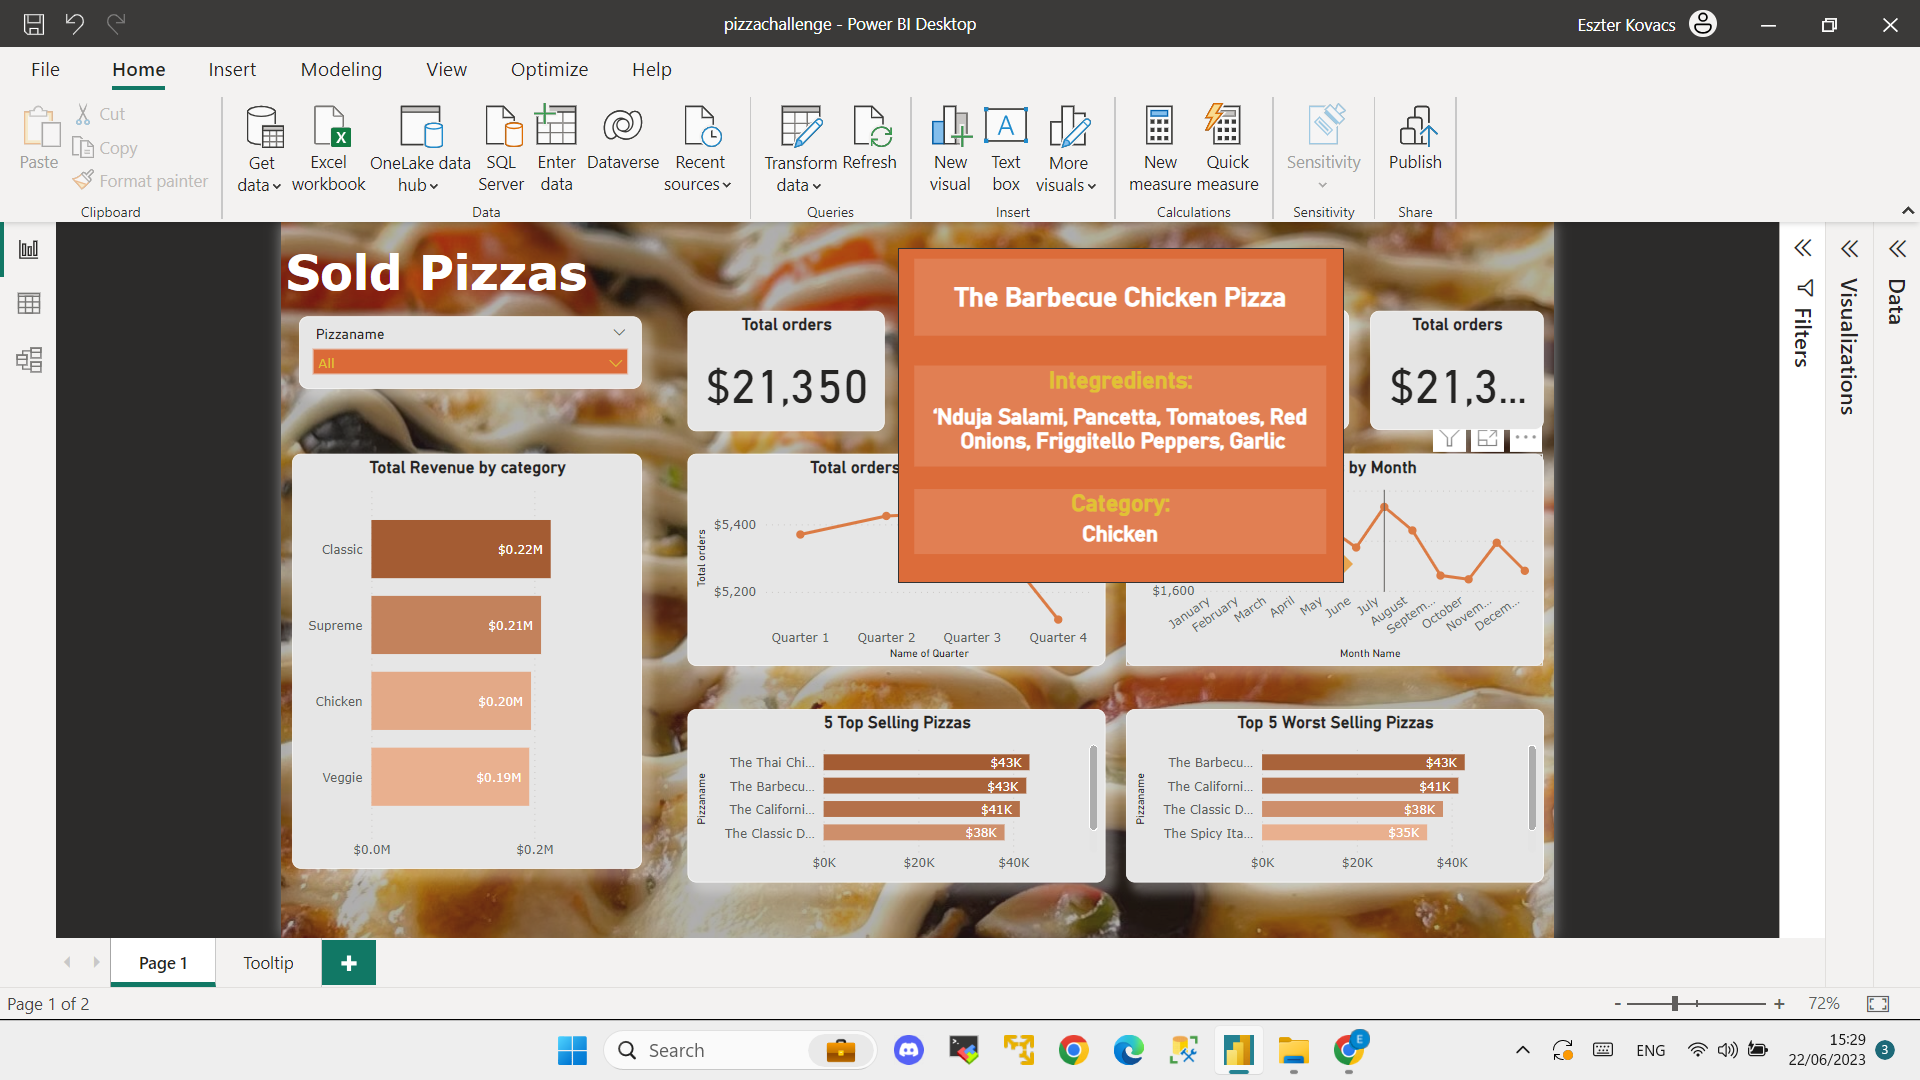 pizzachallenge - Power BI Desktop
Eszter Kovacs
File Home Insert Modeling View Optimize Help
Paste
Cut
Copy
Format painter
Clipboard
Get data
Excel workbook
OneLake data hub
SQL Server
Enter data
Dataverse
Recent sources
Data
Transform data
Refresh
Queries
New visual
Text box
More visuals
Insert
New measure
Quick measure
Calculations
Sensitivity
Sensitivity
Publish
Share
Sold Pizzas
Pizzaname
All
Total orders
$21,350
The Barbecue Chicken Pizza
Integredients:
‘Nduja Salami, Pancetta, Tomatoes, Red
Onions, Friggitello Peppers, Garlic
Category:
Chicken
Total orders
$21,3...
Filters
Visualizations
Data
Total Revenue by category
Classic $0.22M
Supreme $0.21M
Chicken $0.20M
Veggie $0.19M
$0.0M $0.2M
Total orders
Total orders
$5,400
$5,200
Quarter 1 Quarter 2 Quarter 3 Quarter 4
Name of Quarter
by Month
$1,600
January February March April May June July August Septem... October Novem... Decem...
Month Name
5 Top Selling Pizzas
Pizzaname
The Thai Chi... $43K
The Barbecu... $43K
The Californi... $41K
The Classic D... $38K
$0K $20K $40K
Top 5 Worst Selling Pizzas
Pizzaname
The Barbecu... $43K
The Californi... $41K
The Classic D... $38K
The Spicy Ita... $35K
$0K $20K $40K
Page 1 Tooltip
Page 1 of 2
- + 72%
Search
E
ENG
15:29
22/06/2023
3